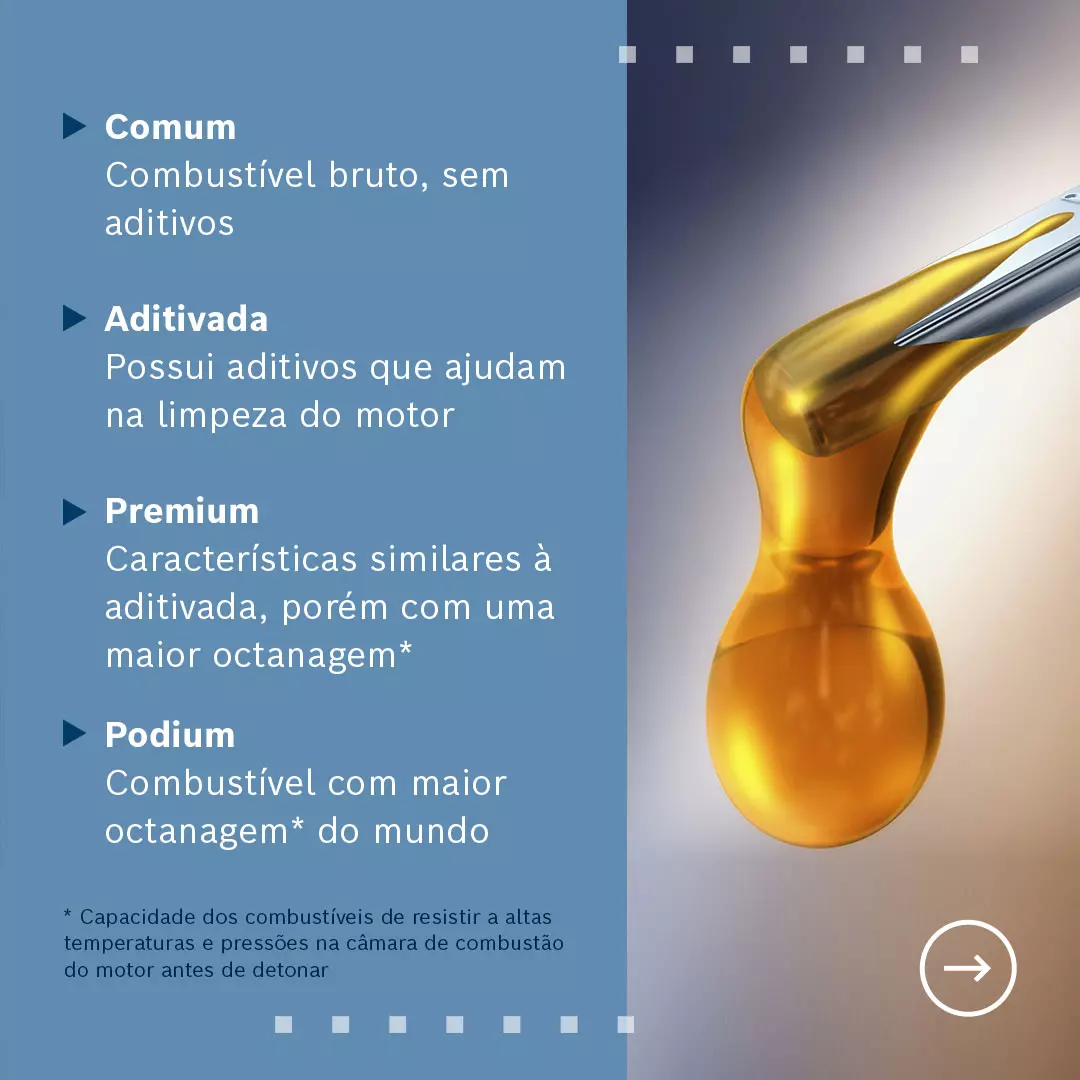 Comum
Combustível bruto, sem
aditivos
Aditivada
Possui aditivos que ajudam
na limpeza do motor
Premium
Características similares à
aditivada, porém com uma
maior octanagem*
Podium
Combustível com maior
octanagem* do mundo
* Capacidade dos combustíveis de resistir a altas
temperaturas e pressões na câmara de combustão
do motor antes de detonar